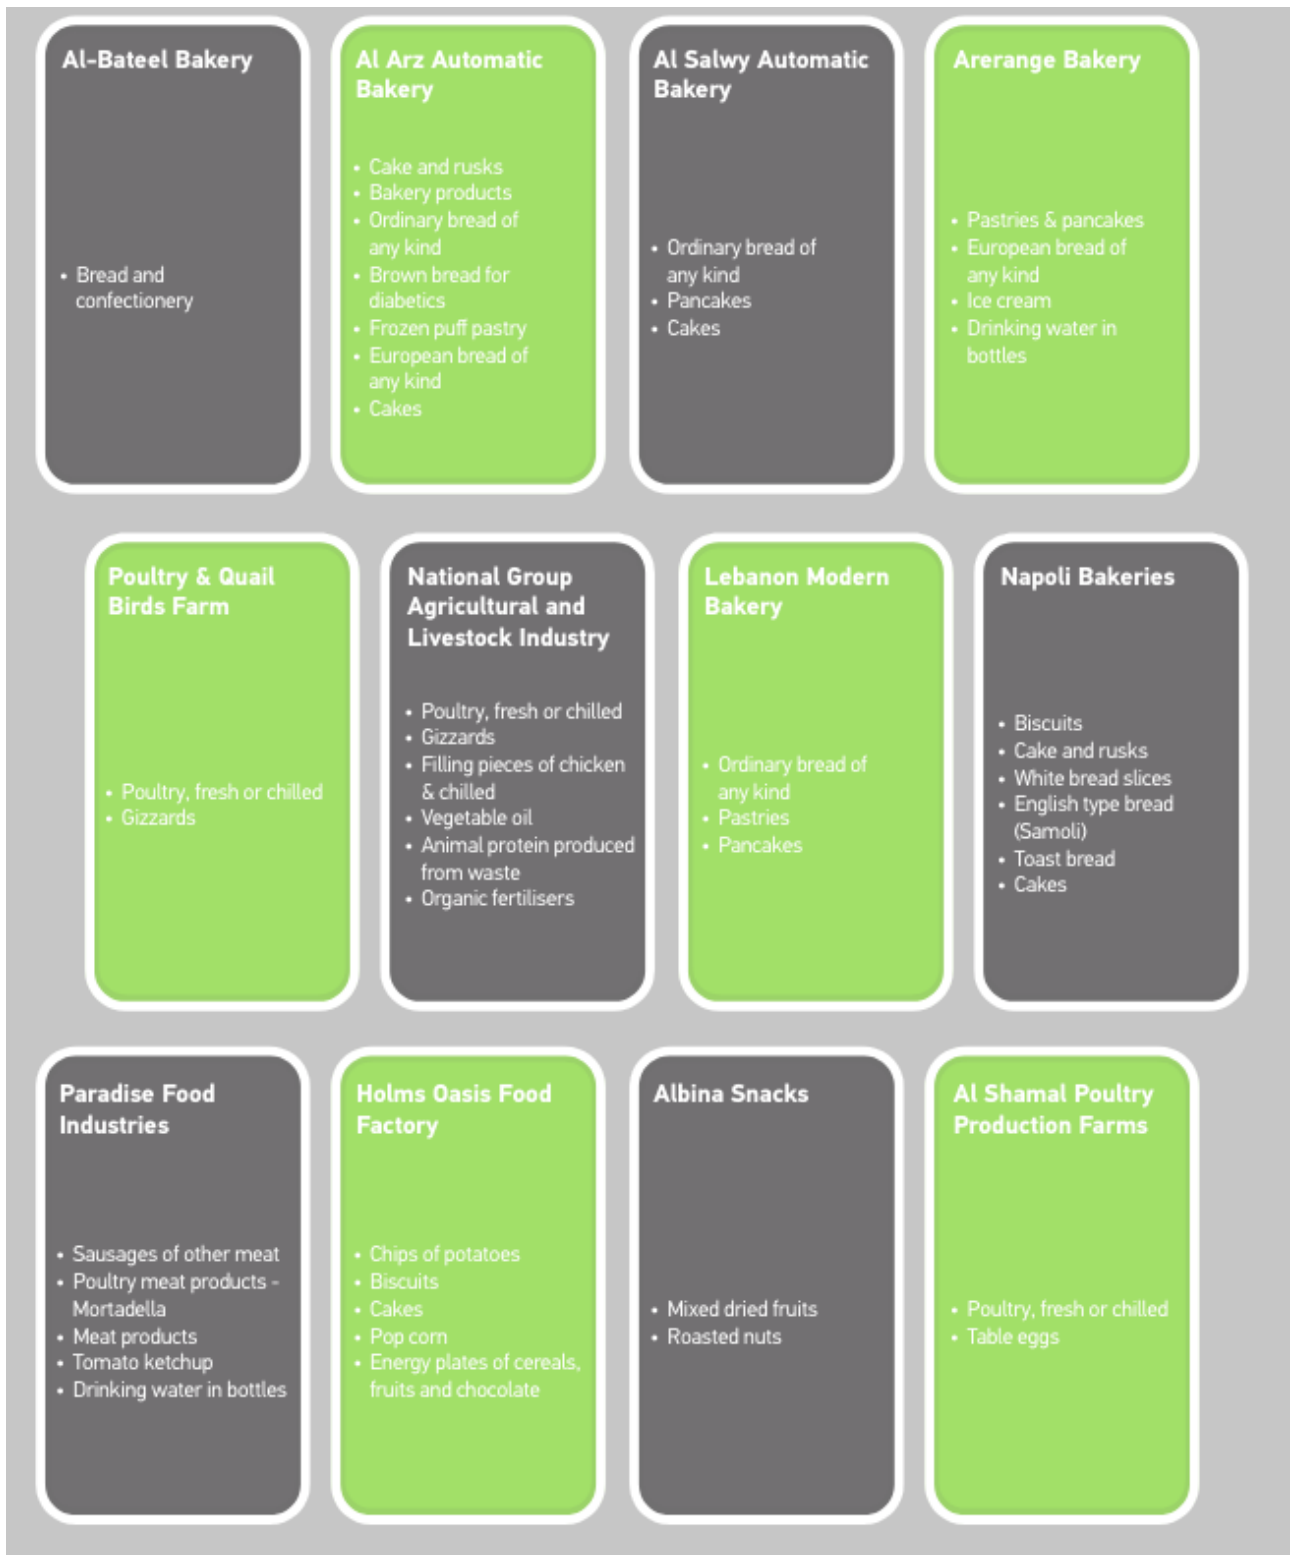 Al-Bateel Bakery
• Bread and
confectionery
Al Arz Automatic
Bakery
• Cake and rusks
• Bakery products
• Ordinary bread of
any kind
• Brown bread for
diabetics
• Frozen puff pastry
• European bread of
any kind
• Cakes
Al Salwy Automatic
Bakery
• Ordinary bread of
any kind
• Pancakes
• Cakes
Arerange Bakery
• Pastries & pancakes
• European bread of
any kind
• Ice cream
• Drinking water in
bottles
Poultry & Quail
Birds Farm
• Poultry, fresh or chilled
• Gizzards
National Group
Agricultural and
Livestock Industry
• Poultry, fresh or chilled
• Gizzards
• Filling pieces of chicken
& chilled
• Vegetable oil
• Animal protein produced
from waste
• Organic fertilisers
Lebanon Modern
Bakery
• Ordinary bread of
any kind
• Pastries
• Pancakes
Napoli Bakeries
• Biscuits
• Cake and rusks
• White bread slices
• English type bread
(Samoli)
• Toast bread
• Cakes
Paradise Food
Industries
• Sausages of other meat
• Poultry meat products -
Mortadella
• Meat products
• Tomato ketchup
• Drinking water in bottles
Holms Oasis Food
Factory
• Chips of potatoes
• Biscuits
• Cakes
• Pop corn
• Energy plates of cereals,
fruits and chocolate
Albina Snacks
• Mixed dried fruits
• Roasted nuts
Al Shamal Poultry
Production Farms
• Poultry, fresh or chilled
• Table eggs